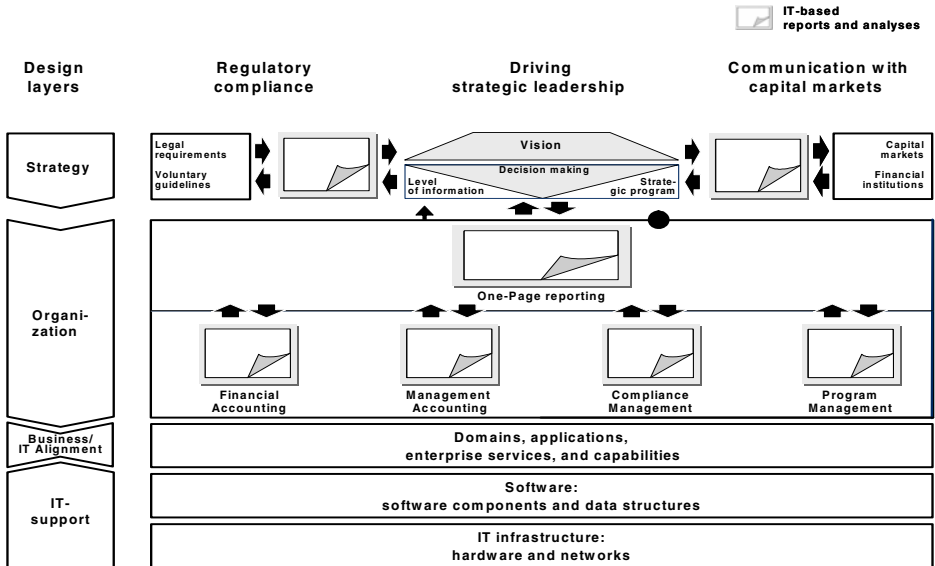 IT-based
reports and analyses
Design
layers
Regulatory
compliance
Driving
strategic leadership
Communication with
capital markets
Strategy
Legal
requirements
Voluntary
guidelines
Vision
Decision making
Level
of information
Strate-
gic program
Capital
markets
Financial
institutions
Organi-
zation
One-Page reporting
Financial
Accounting
Management
Accounting
Compliance
Management
Program
Management
Business/
IT Alignment
Domains, applications,
enterprise services, and capabilities
IT-
support
Software:
software components and data structures
IT infrastructure:
hardware and networks